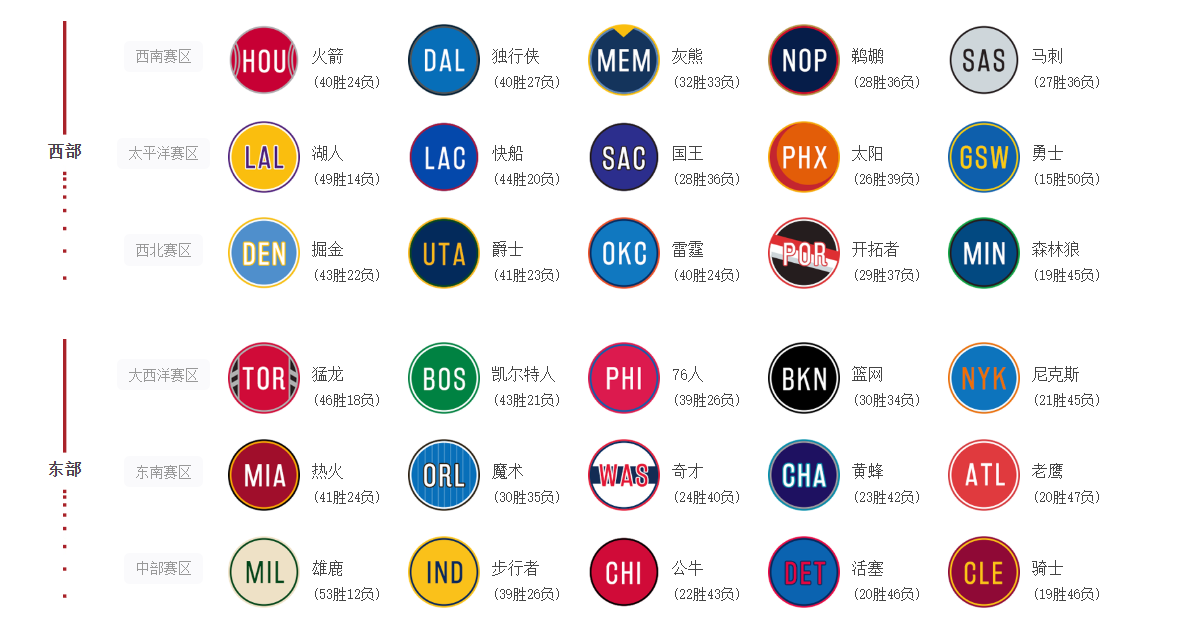 西部
西南赛区
HOU
火箭
(40胜24负)
DAL
独行侠
(40胜27负)
MEM
灰熊
(32胜33负)
NOP
鹈鹕
(28胜36负)
SAS
马刺
(27胜36负)
太平洋赛区
LAL
湖人
(49胜14负)
LAC
快船
(44胜20负)
SAC
国王
(28胜36负)
PHX
太阳
(26胜39负)
GSW
勇士
(15胜50负)
西北赛区
DEN
掘金
(43胜22负)
UTA
爵士
(41胜23负)
OKC
雷霆
(40胜24负)
POR
开拓者
(29胜37负)
MIN
森林狼
(19胜45负)
东部
大西洋赛区
TOR
猛龙
(46胜18负)
BOS
凯尔特人
(43胜21负)
PHI
76人
(39胜26负)
BKN
篮网
(30胜34负)
NYK
尼克斯
(21胜45负)
东南赛区
MIA
热火
(41胜24负)
ORL
魔术
(30胜35负)
WAS
奇才
(24胜40负)
CHA
黄蜂
(23胜42负)
ATL
老鹰
(20胜47负)
中部赛区
MIL
雄鹿
(53胜12负)
IND
步行者
(39胜26负)
CHI
公牛
(22胜43负)
DET
活塞
(20胜46负)
CLE
骑士
(19胜46负)